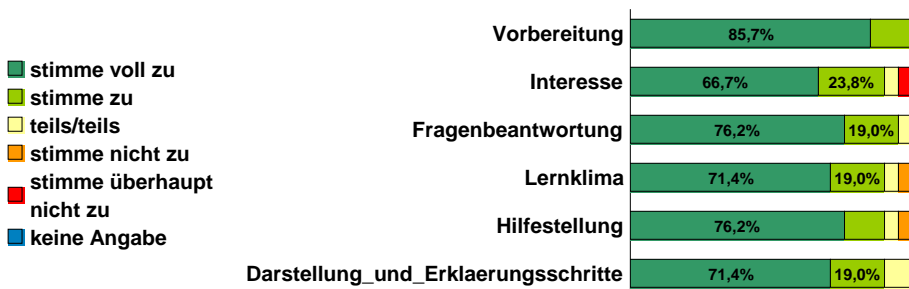 stimme voll zu
stimme zu
teils/teils
stimme nicht zu
stimme überhaupt
nicht zu
keine Angabe
Vorbereitung 85,7%
Interesse 66,7% 23,8%
Fragenbeantwortung 76,2% 19,0%
Lernklima 71,4% 19,0%
Hilfestellung 76,2%
Darstellung_und_Erklaerungsschritte 71,4% 19,0%